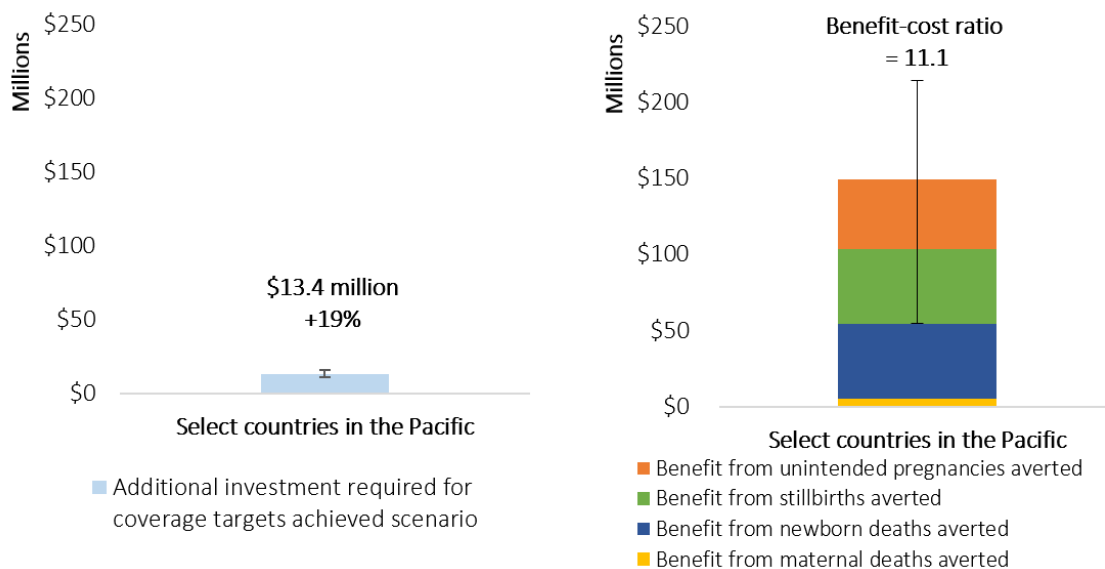 Millions
$250
$200
$150
$100
$50
$0
$13.4 million
+19%
Select countries in the Pacific
Additional investment required for
coverage targets achieved scenario
Millions
$250
$200
$150
$100
$50
$0
Benefit-cost ratio
= 11.1
Select countries in the Pacific
Benefit from unintended pregnancies averted
Benefit from stillbirths averted
Benefit from newborn deaths averted
Benefit from maternal deaths averted